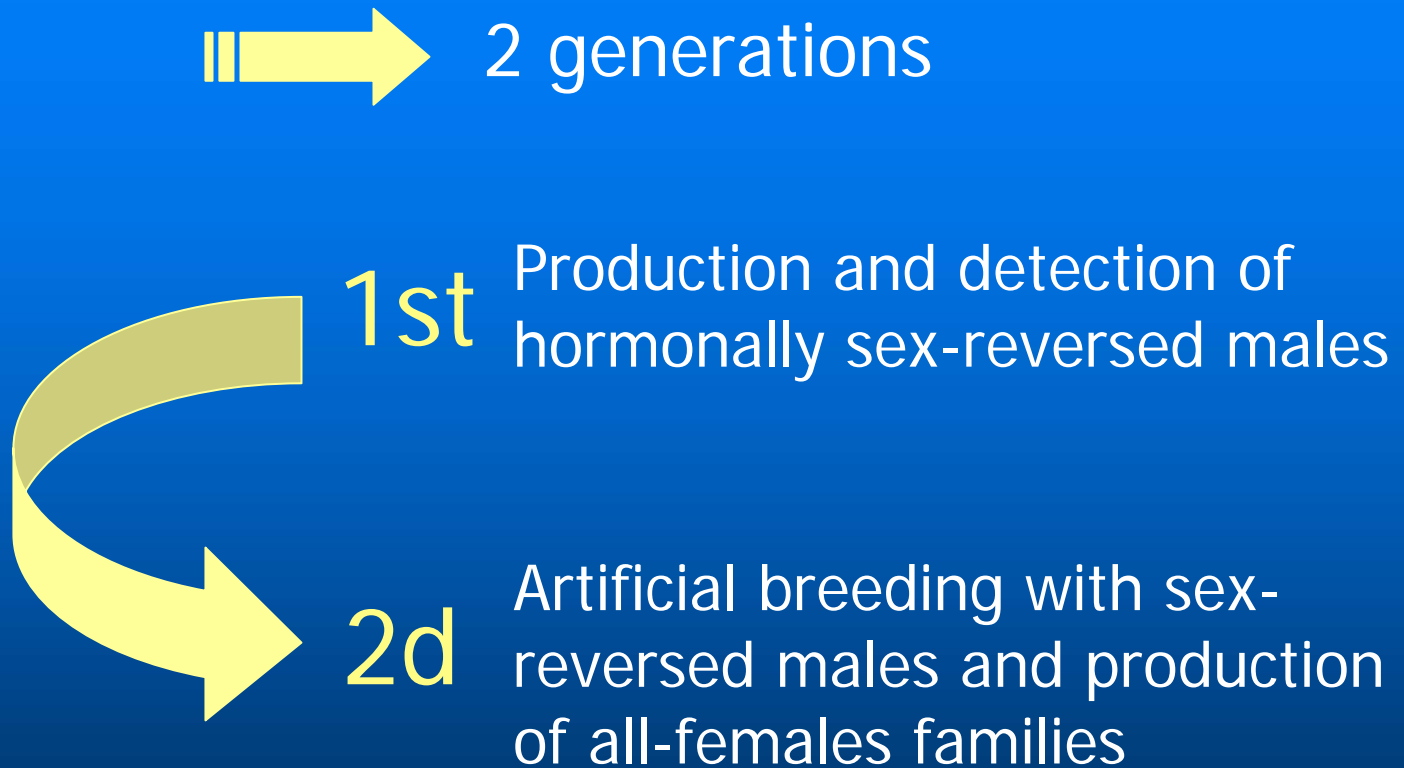 2 generations
1st
Production and detection of
hormonally sex-reversed males
2d
Artificial breeding with sex-
reversed males and production
of all-females families